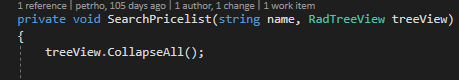 1 reference | petrho, 105 days ago | 1 author, 1 change | 1 work item
private void SearchPricelist(string name, RadTreeView treeView)
{
treeView.CollapseAll();